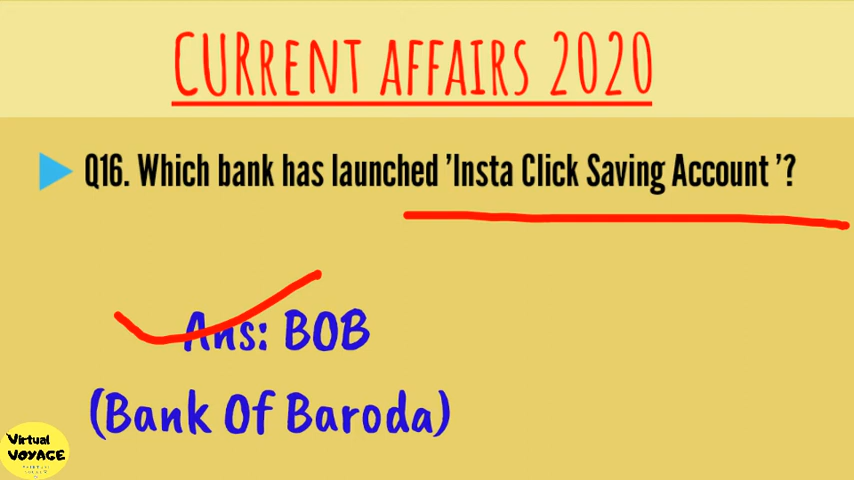 CURRENT AFFAIRS 2020
Q16. Which bank has launched 'Insta Click Saving Account '?
Ans: BOB
(Bank Of Baroda)
Virtual
VOYAGE